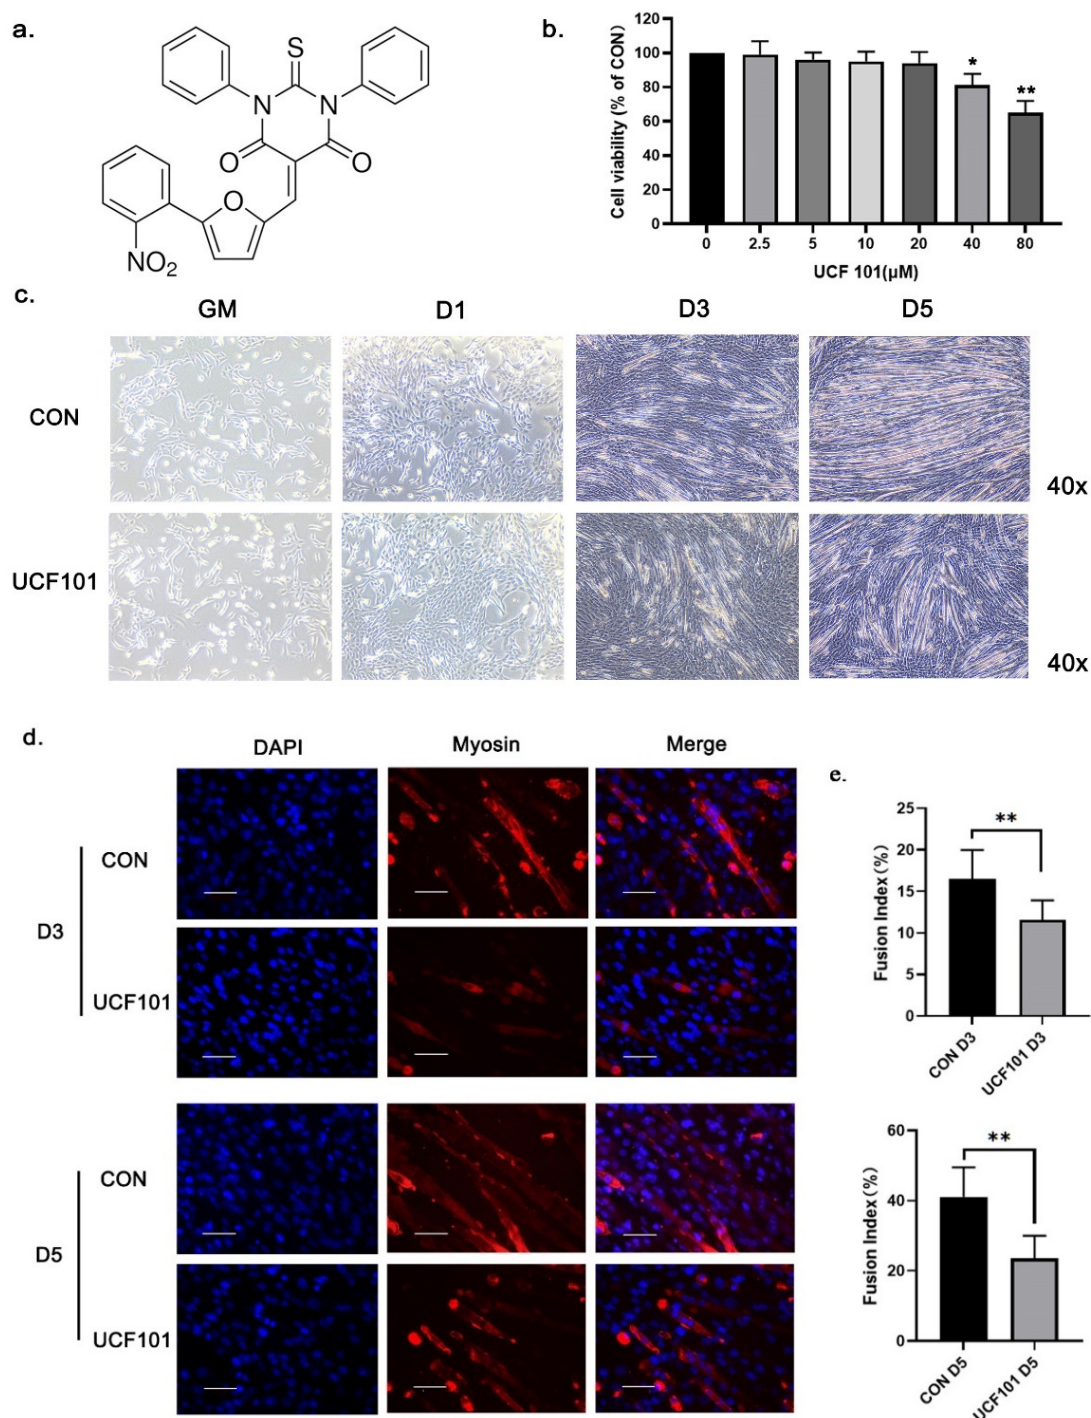 a.
S
N
N
O
O
O
NO2
b.
Cell viability (% of CON)
120
100
80
60
40
20
0
*
**
0 2.5 5 10 20 40 80
UCF 101(μM)
c.
GM D1 D3 D5
CON
40x
UCF101
40x
d.
DAPI Myosin Merge
CON
D3
UCF101
CON
D5
UCF101
e.
Fusion Index (%)
25
20
15
10
5
0
**
CON D3
UCF101 D3
Fusion Index (%)
60
40
20
0
**
CON D5
UCF101 D5